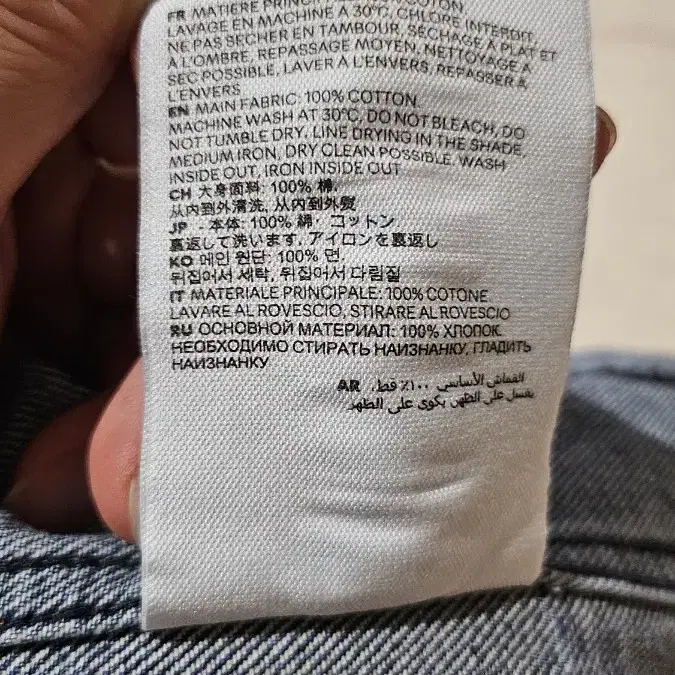 FR MATIÈRE PRINCI COTON.
LAVAGE EN MACHINE A 30°C, CHLORE INTERDIT,
NE PAS SECHER EN TAMBOUR, SÉCHAGE A PLAT ET
À L'OMBRE, REPASSAGE MOYEN, NETTOYAGE A
SEC POSSIBLE, LAVER À L'ENVERS, REPASSER A
L'ENVERS
EN MAIN FABRIC: 100% COTTON.
MACHINE WASH AT 30°C, DO NOT BLEACH, DO
NOT TUMBLE DRY. LINE DRYING IN THE SHADE,
MEDIUM IRON, DRY CLEAN POSSIBLE. WASH
INSIDE OUT, IRON INSIDE OUT
CH 大身面料: 100% 棉.
从内到外清洗, 从内到外熨
JP - 本体: 100% 綿・コットン
裏返して洗います, アイロンを裏返し
KO 메인 원단: 100% 면.
뒤집어서 세탁, 뒤집어서 다림질
IT MATERIALE PRINCIPALE: 100% COTONE
LAVARE AL ROVESCIO, STIRARE AL ROVESCIO
RU ОСНОВНОЙ МАТЕРИАЛ: 100% ХЛОПОК.
НЕОБХОДИМО СТИРАТЬ НАИЗНАНКУ, ГЛАДИТЬ
НАИЗНАНКУ
AR القماش الأساسي ١٠٠٪ قطن.
يغسل على الظهر, يكوى على الظهر